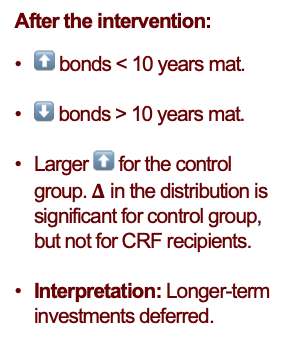 After the intervention:
• ⬆ bonds < 10 years mat.
• ⬇ bonds > 10 years mat.
• Larger ⬆ for the control
group. Δ in the distribution is
significant for control group,
but not for CRF recipients.
• Interpretation: Longer-term
investments deferred.